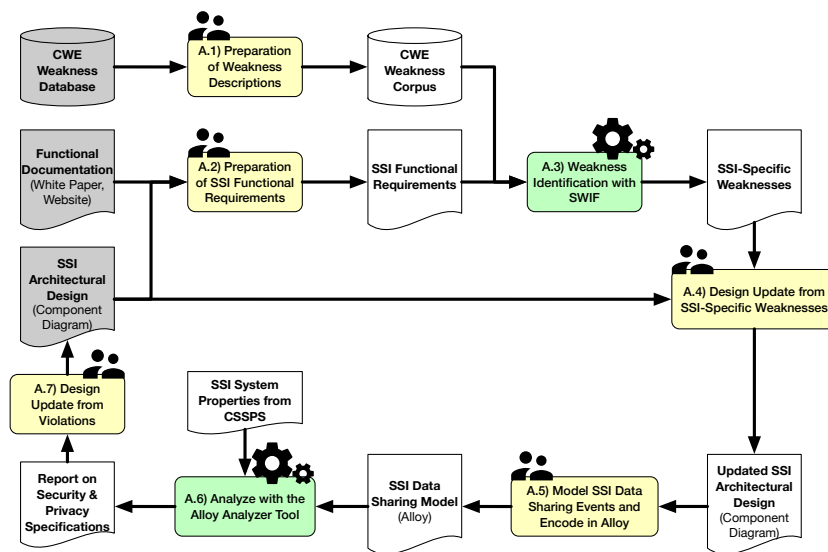 CWE
Weakness
Database
A.1) Preparation
of Weakness
Descriptions
CWE
Weakness
Corpus
Functional
Documentation
(White Paper,
Website)
A.2) Preparation
of SSI Functional
Requirements
SSI Functional
Requirements
A.3) Weakness
Identification with
SWIF
SSI-Specific
Weaknesses
SSI
Architectural
Design
(Component
Diagram)
A.4) Design Update from
SSI-Specific Weaknesses
A.7) Design
Update from
Violations
SSI System
Properties from
CSSPS
Report on
Security &
Privacy
Specifications
A.6) Analyze with the
Alloy Analyzer Tool
SSI Data
Sharing Model
(Alloy)
A.5) Model SSI Data
Sharing Events and
Encode in Alloy
Updated SSI
Architectural
Design
(Component
Diagram)